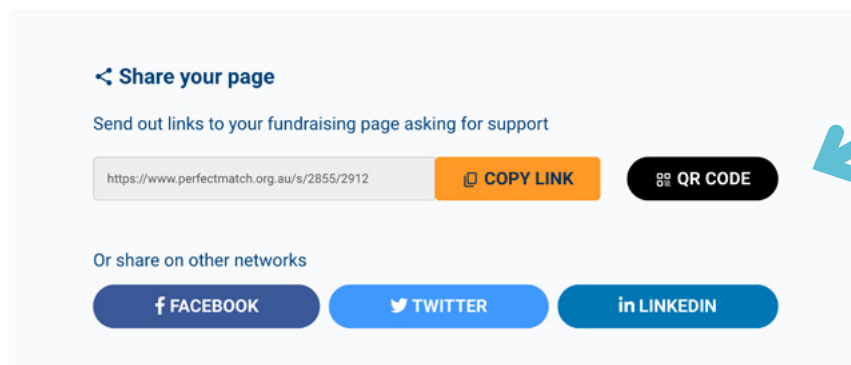 Share your page
Send out links to your fundraising page asking for support
https://www.perfectmatch.org.au/s/2855/2912 COPY LINK QR CODE
Or share on other networks
FACEBOOK TWITTER LINKEDIN